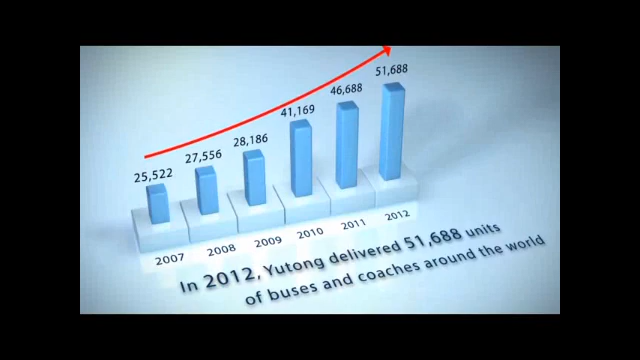 51,688
46,688
41,169
28,186
27,556
25,522
2007 2008 2009 2010 2011 2012
In 2012, Yutong delivered 51,688 units
of buses and coaches around the world